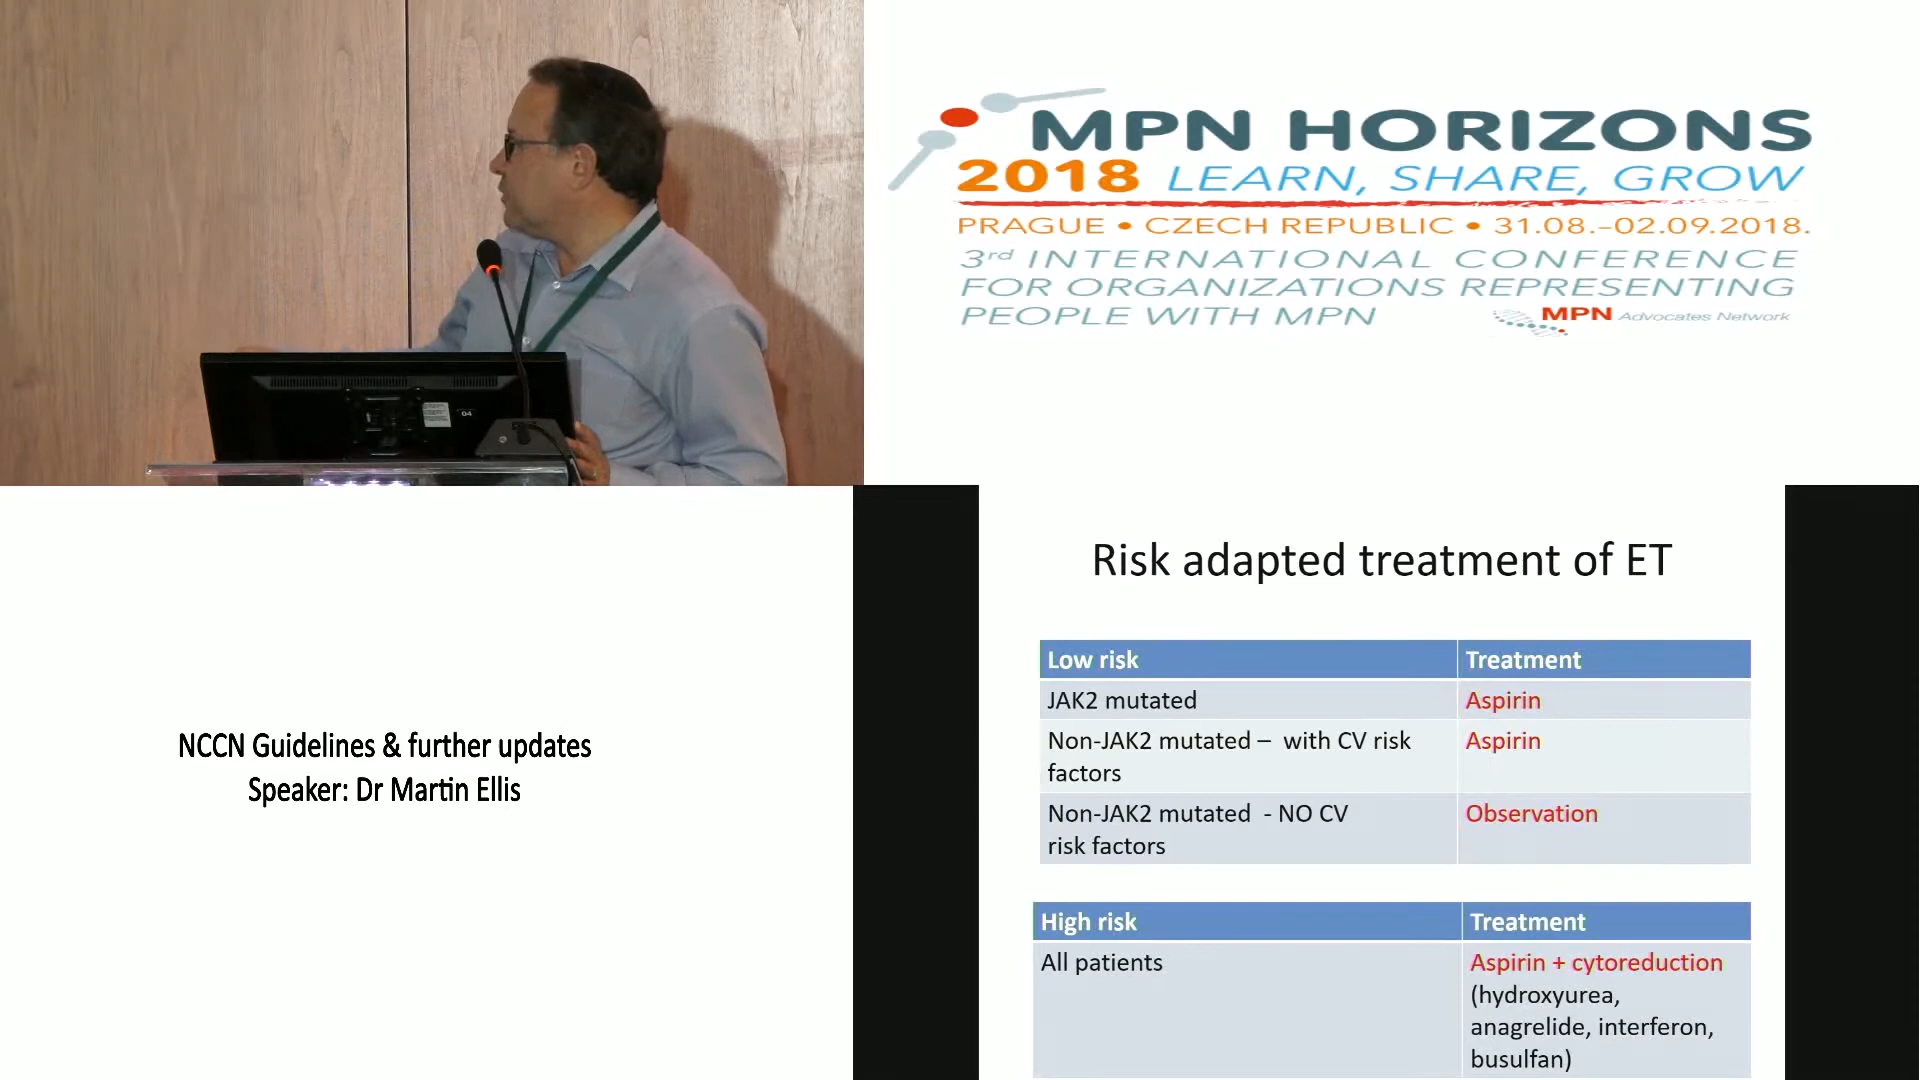 MPN HORIZONS
2018 LEARN, SHARE, GROW
PRAGUE • CZECH REPUBLIC • 31.08.–02.09.2018.
3rd INTERNATIONAL CONFERENCE
FOR ORGANIZATIONS REPRESENTING
PEOPLE WITH MPN
MPN Advocates Network
04
NCCN Guidelines & further updates
Speaker: Dr Martin Ellis
Risk adapted treatment of ET
Low risk Treatment
JAK2 mutated Aspirin
Non-JAK2 mutated – with CV risk Aspirin
factors
Non-JAK2 mutated - NO CV Observation
risk factors
High risk Treatment
All patients Aspirin + cytoreduction
(hydroxyurea,
anagrelide, interferon,
busulfan)